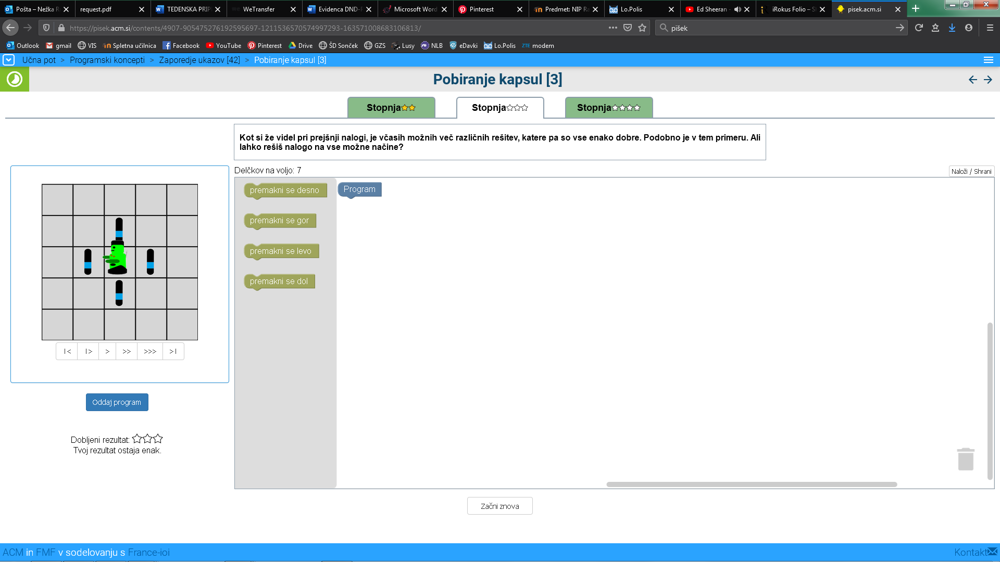 Pošta – Nežka R
request.pdf
TEDENSKA PRIP
WeTransfer
Evidenca DND-F
Microsoft Word
Pinterest
Predmet: NIP Ra
Lo.Polis
Ed Sheeran -
iRokus Folio – S
pisek.acm.si
https://pisek.acm.si/contents/4907-905475276192595697-1211536570574997293-163571008683106813/
pišek
Outlook
gmail
VIS
Spletna učilnica
Facebook
YouTube
Pinterest
Drive
ŠD Sonček
GZS
Lusy
NLB
eDavki
Lo.Polis
ZTE modem
Učna pot > Programski koncepti > Zaporedje ukazov [42] > Pobiranje kapsul [3]
Pobiranje kapsul [3]
Stopnja
Stopnja
Stopnja
Kot si že videl pri prejšnji nalogi, je včasih možnih več različnih rešitev, katere pa so vse enako dobre. Podobno je v tem primeru. Ali
lahko rešiš nalogo na vse možne načine?
Delčkov na voljo: 7
Naloži / Shrani
premakni se desno
Program
premakni se gor
premakni se levo
premakni se dol
|< |> > >> >>> >|
Oddaj program
Dobljeni rezultat:
Tvoj rezultat ostaja enak.
Začni znova
ACM in FMF v sodelovanju s France-ioi
Kontakt